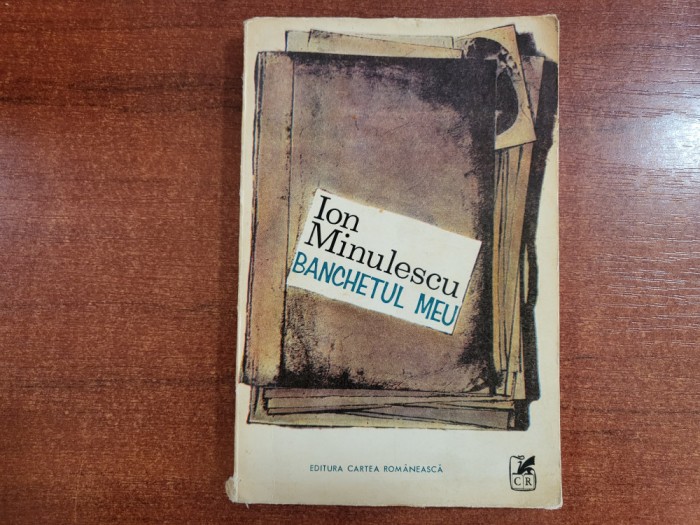 Ion
Minulescu
BANCHETUL MEU
EDITURA CARTEA ROMÂNEASCĂ
CR